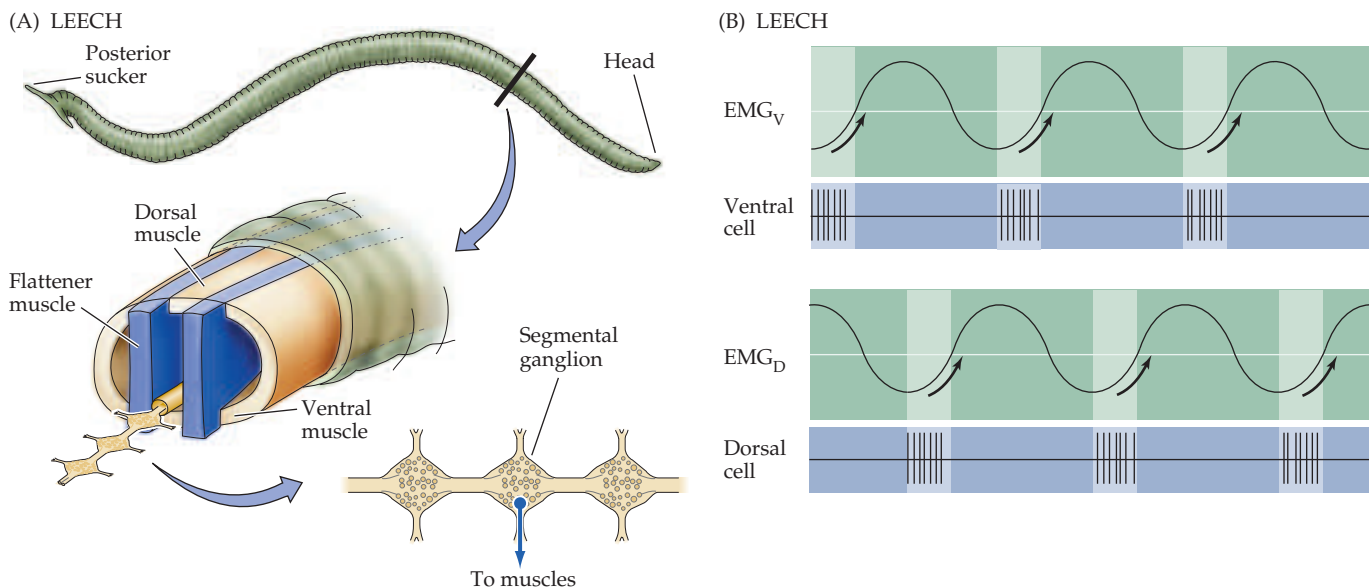 (A) LEECH
Posterior
sucker
Head
Dorsal
muscle
Flattener
muscle
Ventral
muscle
Segmental
ganglion
To muscles
(B) LEECH
EMGV
Ventral
cell
EMGD
Dorsal
cell